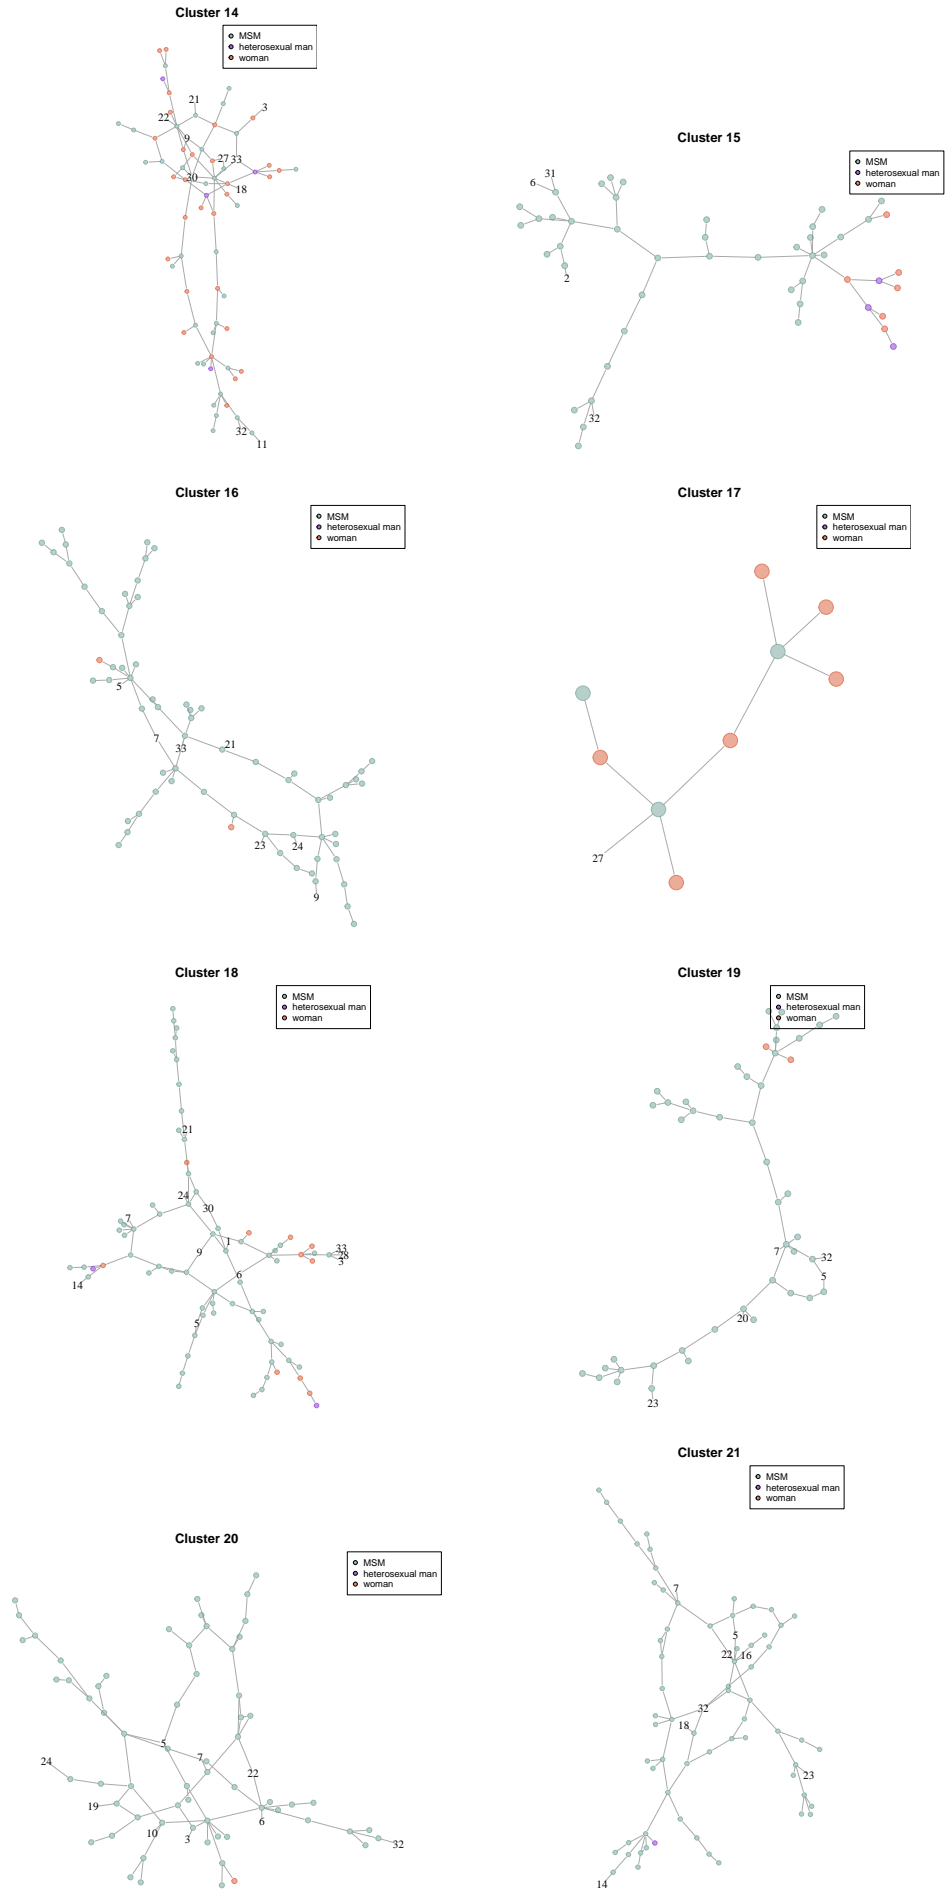 Cluster 14
MSM
heterosexual man
woman
21
3
22
9
27
33
30
18
32
11
Cluster 15
MSM
heterosexual man
woman
31
6
2
32
Cluster 16
MSM
heterosexual man
woman
5
7
33
21
23
24
9
Cluster 17
MSM
heterosexual man
woman
27
Cluster 18
MSM
heterosexual man
woman
21
24
30
7
1
9
33
28
3
6
14
5
Cluster 19
MSM
heterosexual man
woman
7
32
5
20
23
Cluster 20
MSM
heterosexual man
woman
5
7
24
22
19
10
3
6
32
Cluster 21
MSM
heterosexual man
woman
7
5
22
16
32
18
23
14